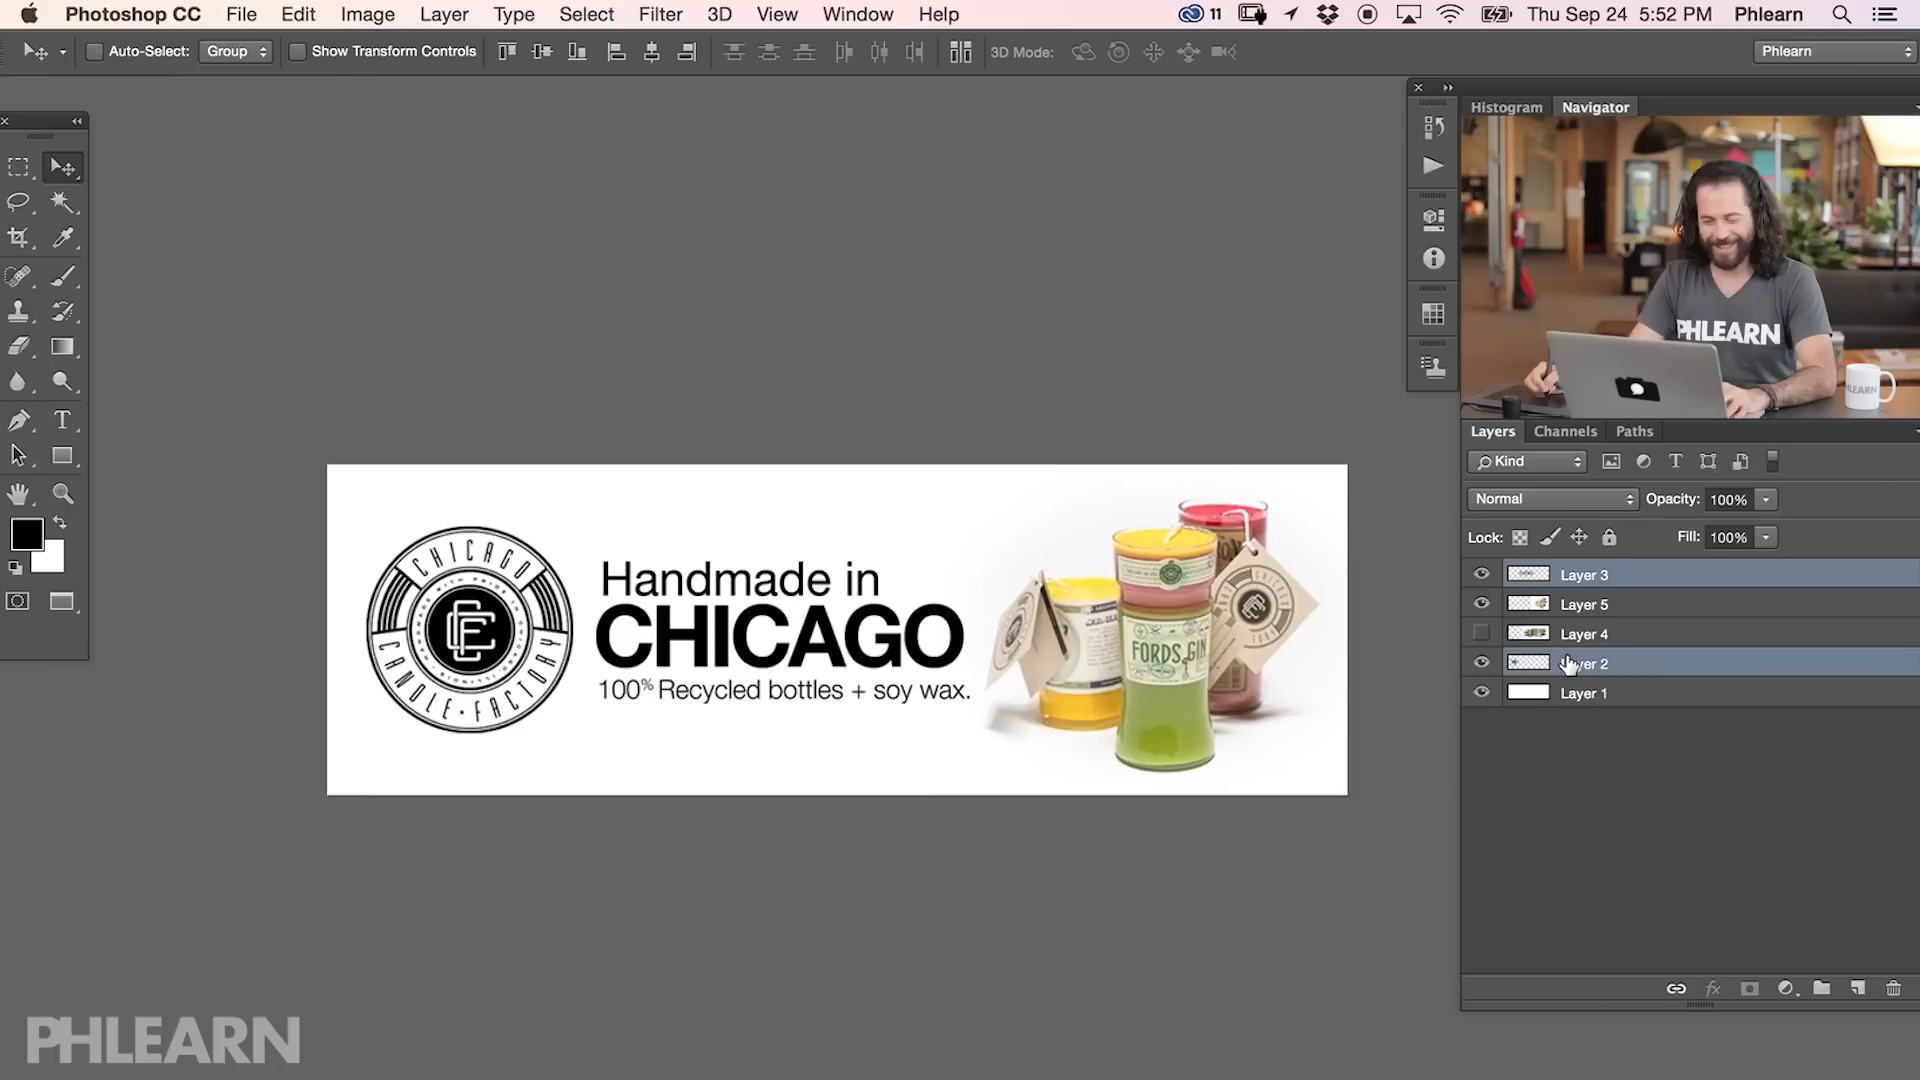 Photoshop CC File Edit Image Layer Type Select Filter 3D View Window Help 11 Thu Sep 24 5:52 PM Phlearn
Auto-Select: Group Show Transform Controls 3D Mode: Phlearn
Histogram Navigator
PHLEARN
Layers Channels Paths
Kind
Normal Opacity: 100%
Lock: Fill: 100%
Layer 3
Layer 5
Layer 4
yer 2
Layer 1
CHICAGO
CANDLE • FACTORY
Handmade in
CHICAGO
100% Recycled bottles + soy wax.
FORDS GIN
PHLEARN